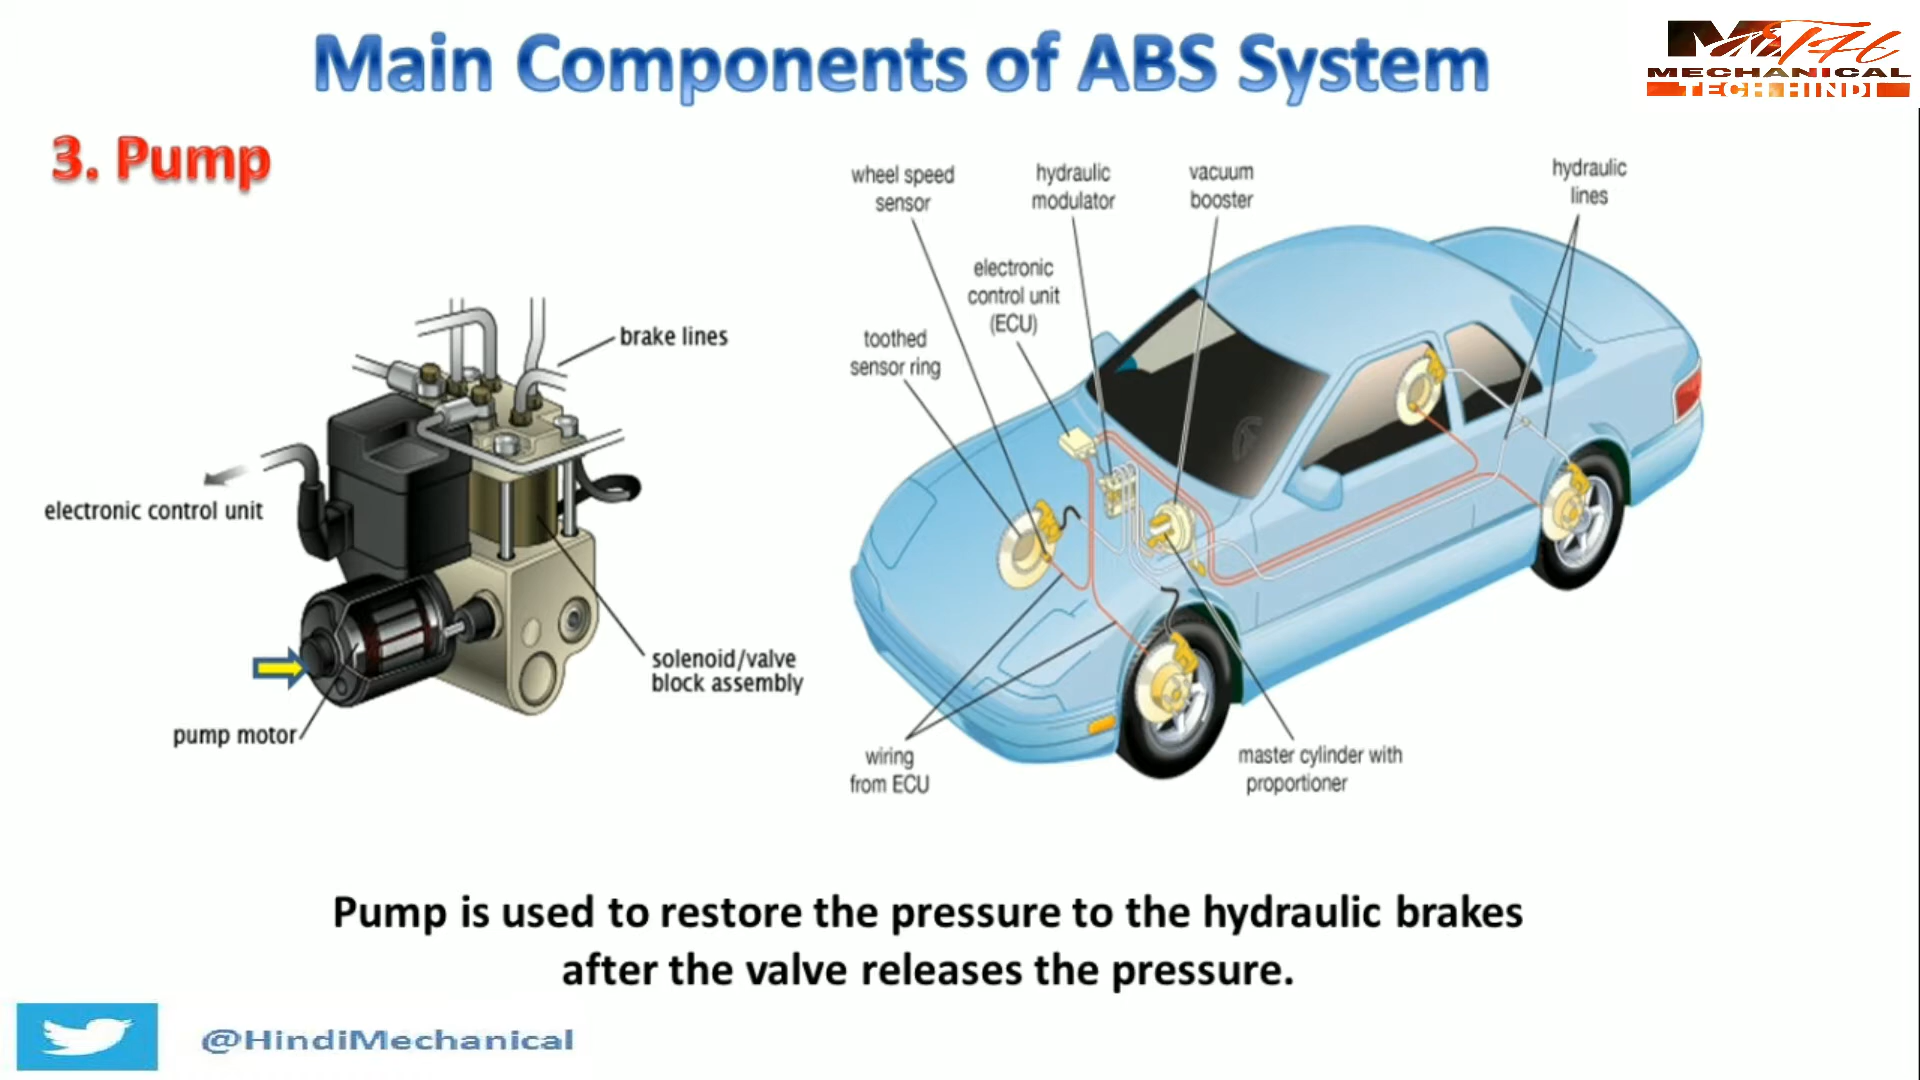 Main Components of ABS System
MTH
MECHANICAL
TECH HINDI
3. Pump
wheel speed
sensor
hydraulic
modulator
vacuum
booster
hydraulic
lines
electronic
control unit
(ECU)
toothed
sensor ring
brake lines
electronic control unit
solenoid/valve
block assembly
pump motor
wiring
from ECU
master cylinder with
proportioner
Pump is used to restore the pressure to the hydraulic brakes
after the valve releases the pressure.
@HindiMechanical